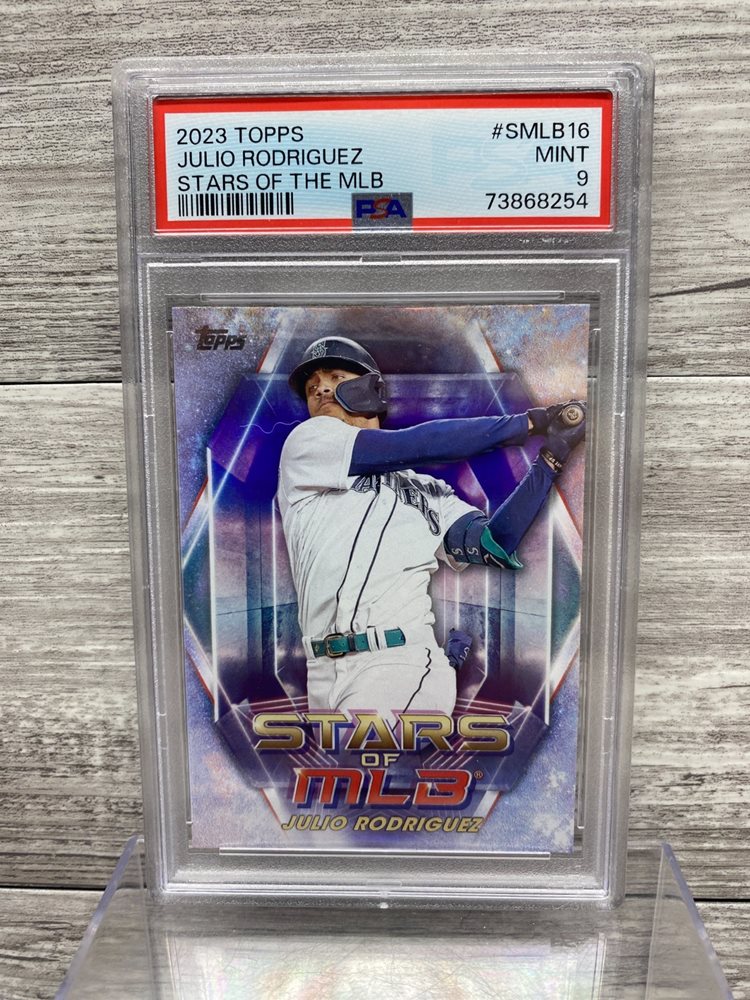 2023 TOPPS #SMLB16
JULIO RODRIGUEZ MINT
STARS OF THE MLB 9
PSA 73868254
Topps
STARS
OF
MLB®
JULIO RODRIGUEZ